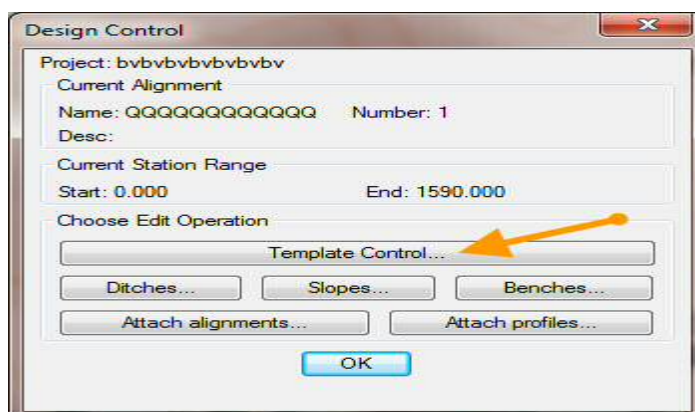 Design Control
Project: bvbvbvbvbvbvbv
Current Alignment
Name: QQQQQQQQQQQQ Number: 1
Desc:
Current Station Range
Start: 0.000 End: 1590.000
Choose Edit Operation
Template Control...
Ditches... Slopes... Benches...
Attach alignments... Attach profiles...
OK